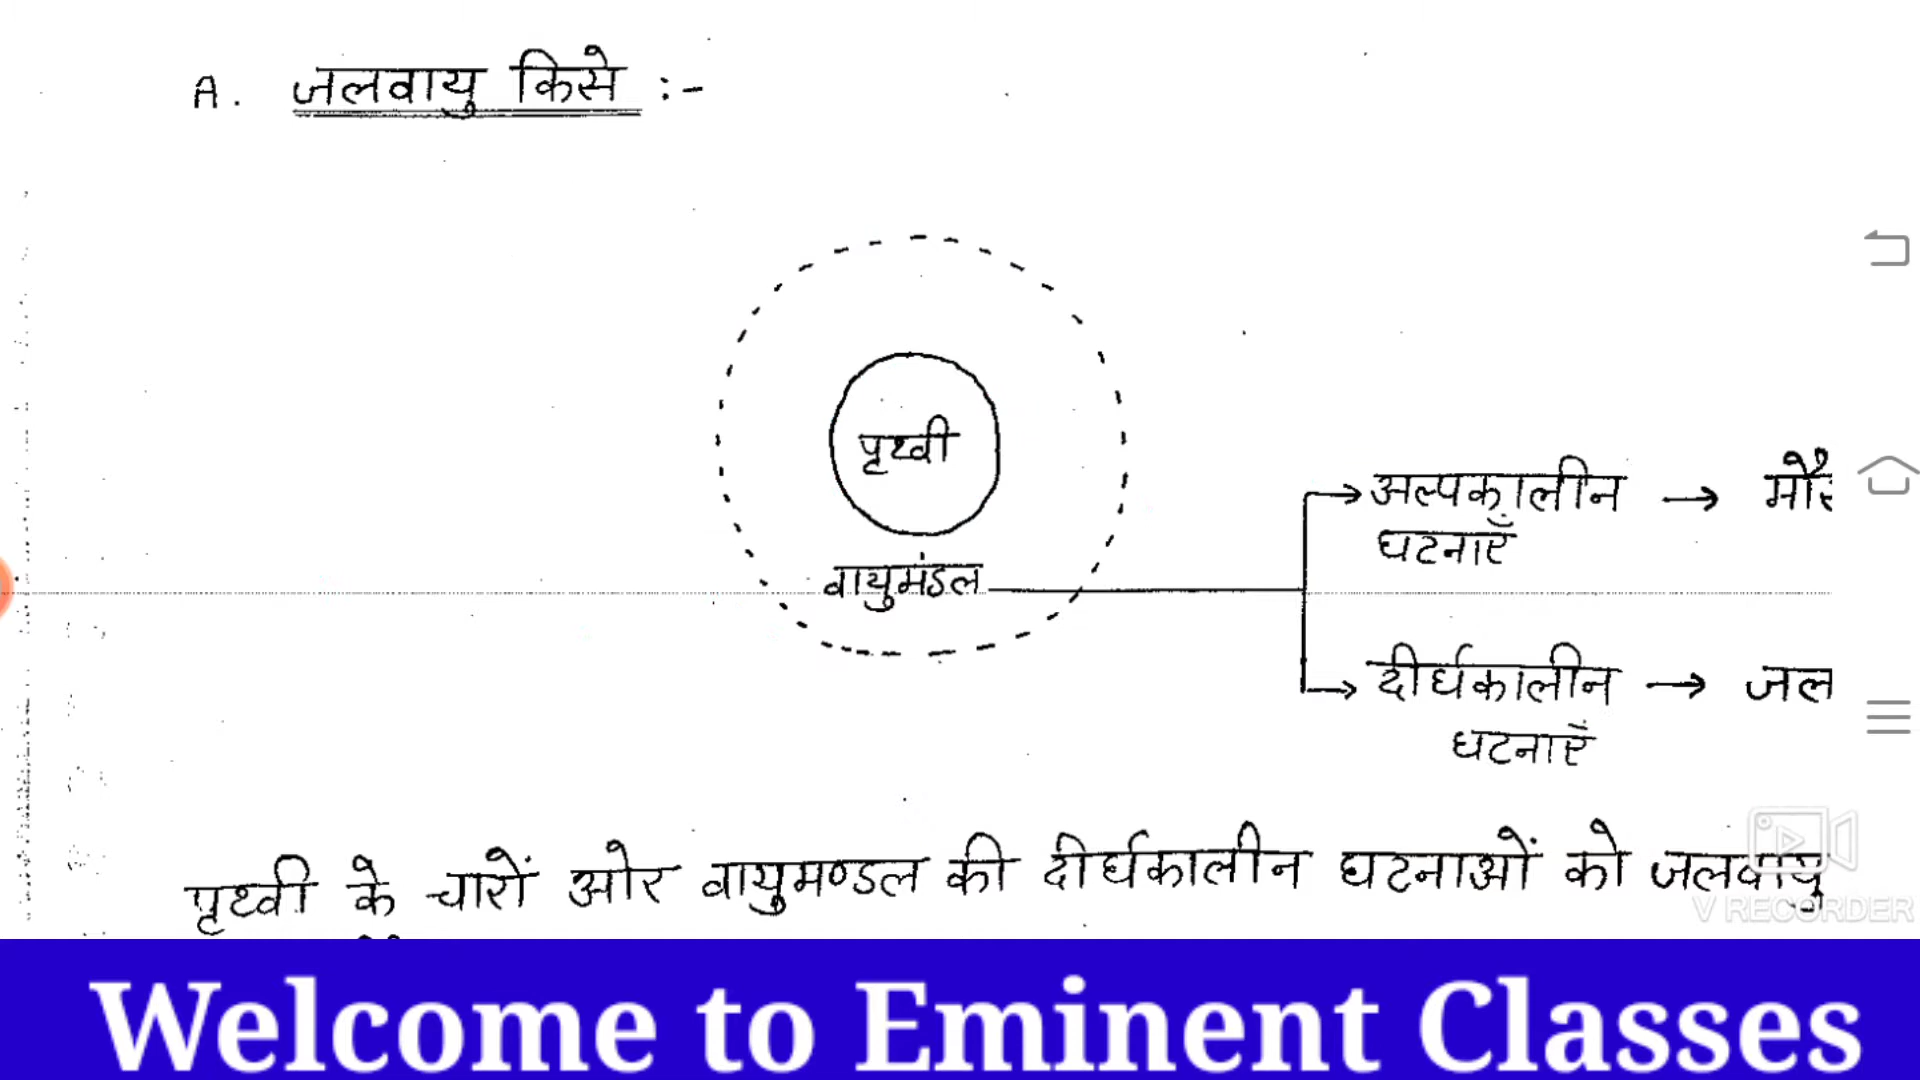 A. जलवायु किसे :-
पृथ्वी
अल्पकालीन →
घटनाएँ
वायुमंडल
दीर्घकालीन → जल
घटनाएँ
पृथ्वी के चारों ओर वायुमण्डल की दीर्घकालीन घटनाओं को जलवायु
V RECORDER
Welcome to Eminent Classes